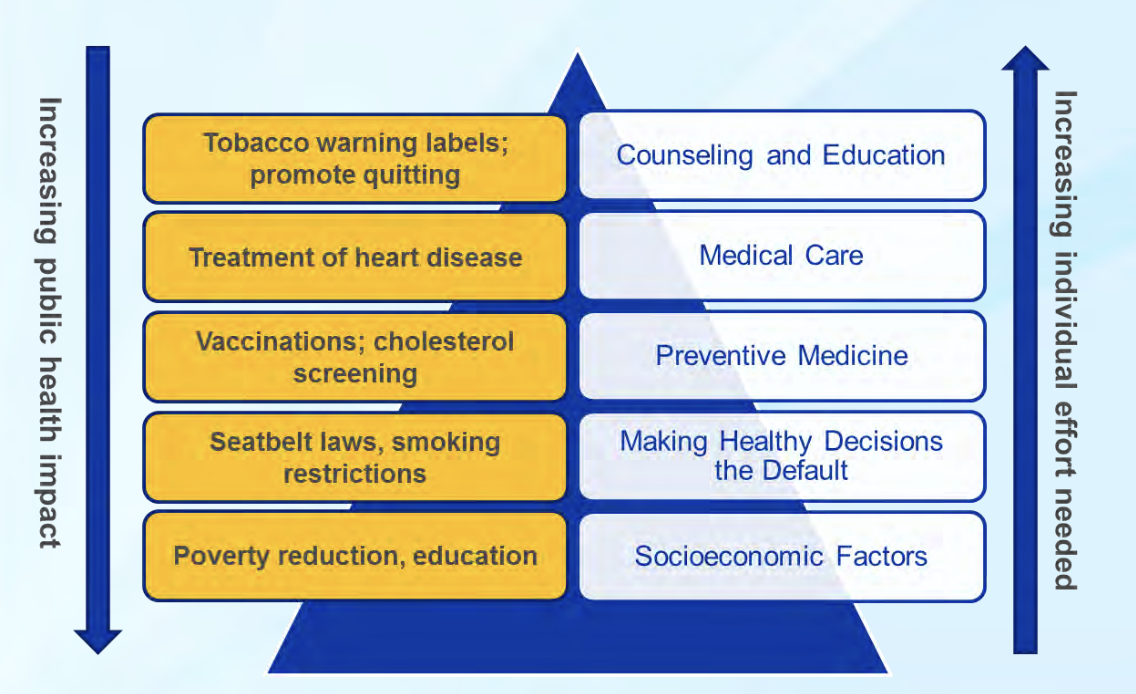 Increasing public health impact
Tobacco warning labels;
promote quitting
Counseling and Education
Treatment of heart disease
Medical Care
Vaccinations; cholesterol
screening
Preventive Medicine
Seatbelt laws, smoking
restrictions
Making Healthy Decisions
the Default
Poverty reduction, education
Socioeconomic Factors
Increasing individual effort needed